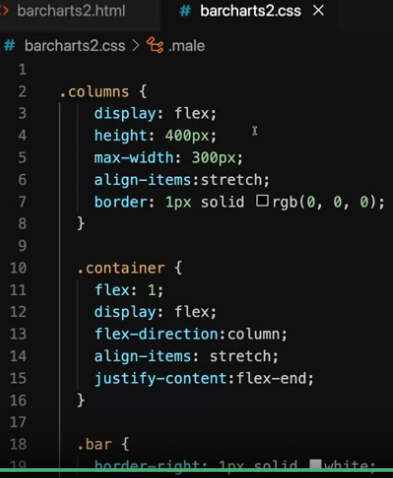 > barcharts2.html # barcharts2.css ×
# barcharts2.css > .male
1
2 .columns {
3 display: flex;
4 height: 400px;
5 max-width: 300px;
6 align-items:stretch;
7 border: 1px solid rgb(0, 0, 0);
8 }
9
10 .container {
11 flex: 1;
12 display: flex;
13 flex-direction:column;
14 align-items: stretch;
15 justify-content:flex-end;
16 }
17
18 .bar {
19 border-right: 1px solid white;